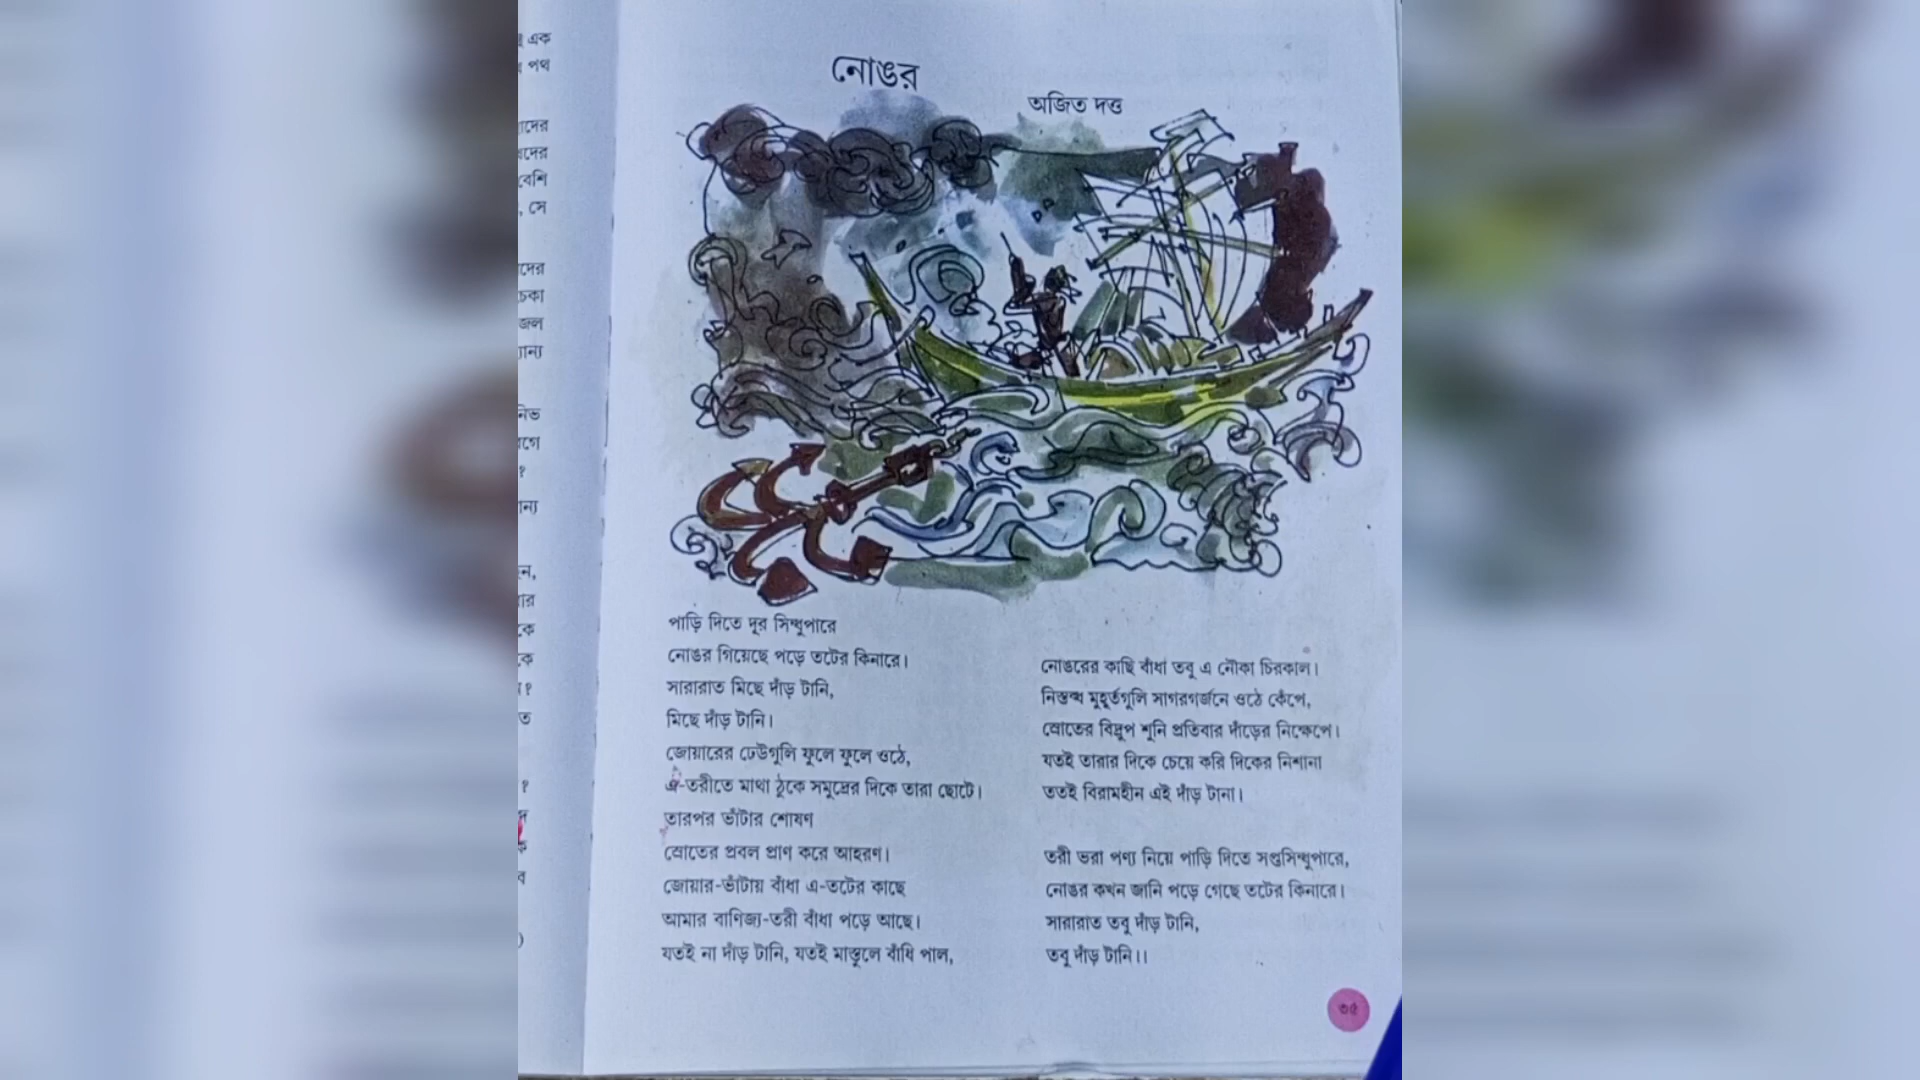 নোঙর
অজিত দত্ত
পাড়ি দিতে দূর সিন্ধুপারে
নোঙর গিয়েছে পড়ে তটের কিনারে।
সারারাত মিছে দাঁড় টানি,
মিছে দাঁড় টানি।
জোয়ারের ঢেউগুলি ফুলে ফুলে ওঠে,
এ-তরীতে মাথা ঠুকে সমুদ্রের দিকে তারা ছোটে।
তারপর ভাঁটার শোষণ
স্রোতের প্রবল প্রাণ করে আহরণ।
জোয়ার-ভাঁটায় বাঁধা এ-তটের কাছে
আমার বাণিজ্য-তরী বাঁধা পড়ে আছে।
যতই না দাঁড় টানি, যতই মাস্তুলে বাঁধি পাল,
নোঙরের কাছি বাঁধা তবু এ নৌকা চিরকাল।
নিস্তব্ধ মুহূর্তগুলি সাগরগর্জনে ওঠে কেঁপে,
স্রোতের বিদ্রুপ শুনি প্রতিবার দাঁড়ের নিক্ষেপে।
যতই তারার দিকে চেয়ে করি দিকের নিশানা
ততই বিরামহীন এই দাঁড় টানা।
তরী ভরা পণ্য নিয়ে পাড়ি দিতে সপ্তসিন্ধুপারে,
নোঙর কখন জানি পড়ে গেছে তটের কিনারে।
সারারাত তবু দাঁড় টানি,
তবু দাঁড় টানি।।
৩৫